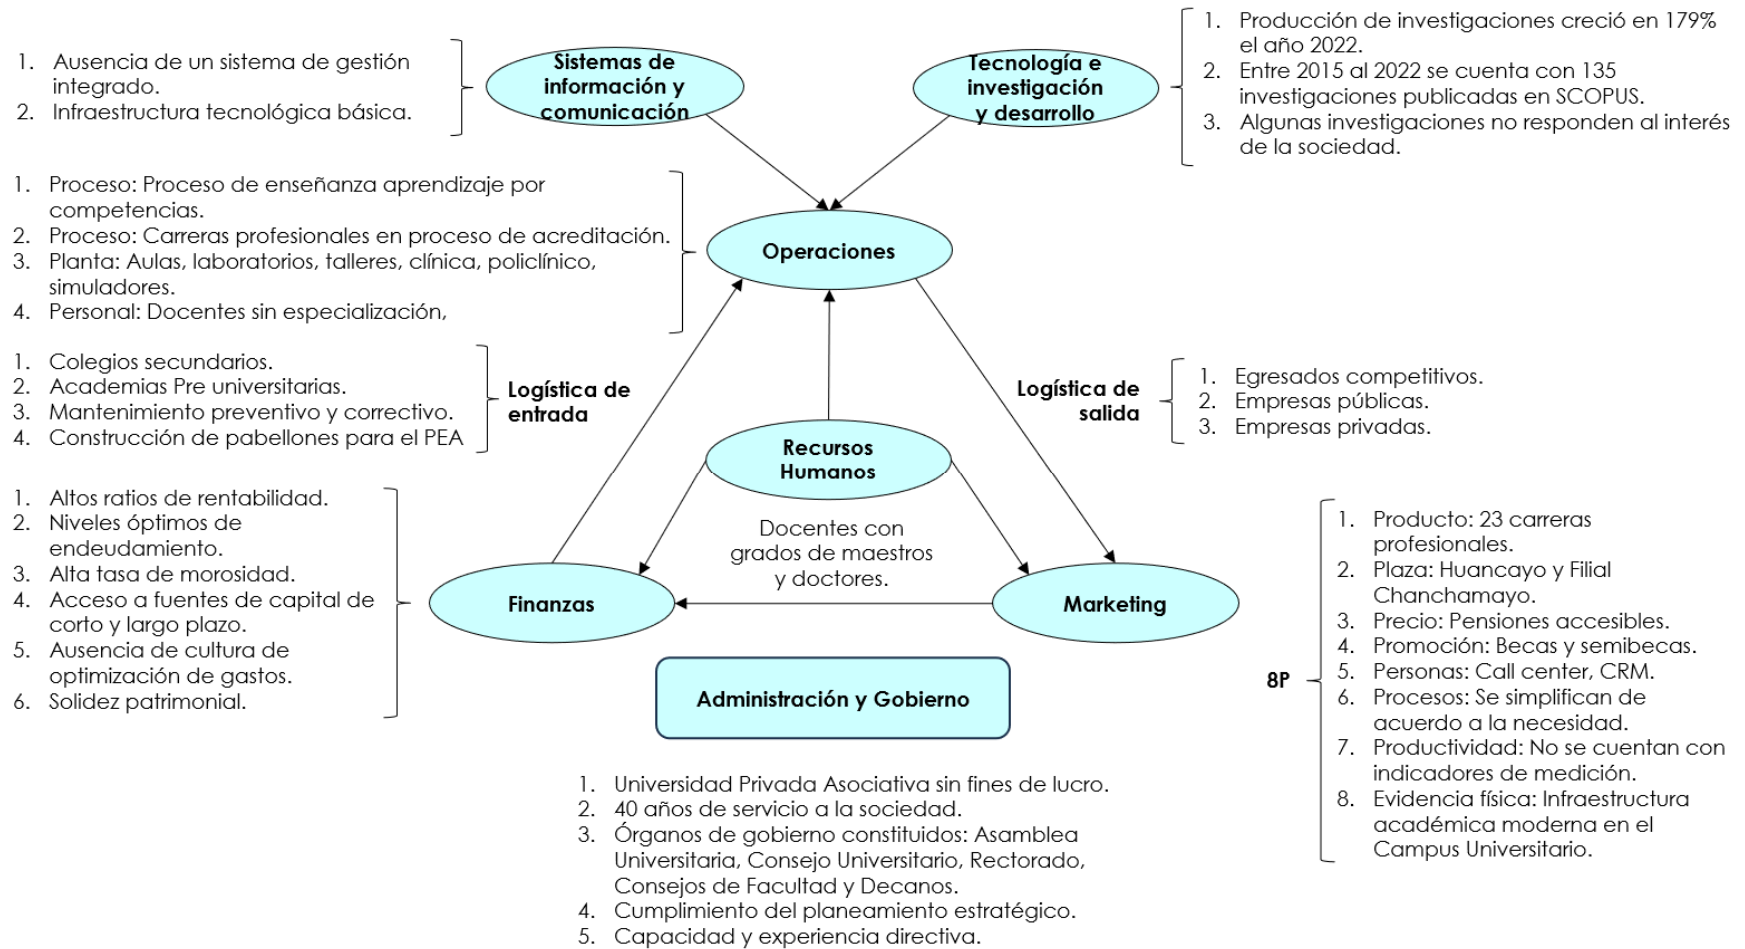 1. Ausencia de un sistema de gestión
integrado.
2. Infraestructura tecnológica básica.
Sistemas de
información y
comunicación
Tecnología e
investigación
y desarrollo
1. Producción de investigaciones creció en 179%
el año 2022.
2. Entre 2015 al 2022 se cuenta con 135
investigaciones publicadas en SCOPUS.
3. Algunas investigaciones no responden al interés
de la sociedad.
1. Proceso: Proceso de enseñanza aprendizaje por
competencias.
2. Proceso: Carreras profesionales en proceso de acreditación.
3. Planta: Aulas, laboratorios, talleres, clínica, policlínico,
simuladores.
4. Personal: Docentes sin especialización,
Operaciones
1. Colegios secundarios.
2. Academias Pre universitarias.
3. Mantenimiento preventivo y correctivo.
4. Construcción de pabellones para el PEA
Logística de
entrada
Logística de
salida
1. Egresados competitivos.
2. Empresas públicas.
3. Empresas privadas.
Recursos
Humanos
Docentes con
grados de maestros
y doctores.
1. Altos ratios de rentabilidad.
2. Niveles óptimos de
endeudamiento.
3. Alta tasa de morosidad.
4. Acceso a fuentes de capital de
corto y largo plazo.
5. Ausencia de cultura de
optimización de gastos.
6. Solidez patrimonial.
Finanzas
Marketing
8P
1. Producto: 23 carreras
profesionales.
2. Plaza: Huancayo y Filial
Chanchamayo.
3. Precio: Pensiones accesibles.
4. Promoción: Becas y semibecas.
5. Personas: Call center, CRM.
6. Procesos: Se simplifican de
acuerdo a la necesidad.
7. Productividad: No se cuentan con
indicadores de medición.
8. Evidencia física: Infraestructura
académica moderna en el
Campus Universitario.
Administración y Gobierno
1. Universidad Privada Asociativa sin fines de lucro.
2. 40 años de servicio a la sociedad.
3. Órganos de gobierno constituidos: Asamblea
Universitaria, Consejo Universitario, Rectorado,
Consejos de Facultad y Decanos.
4. Cumplimiento del planeamiento estratégico.
5. Capacidad y experiencia directiva.